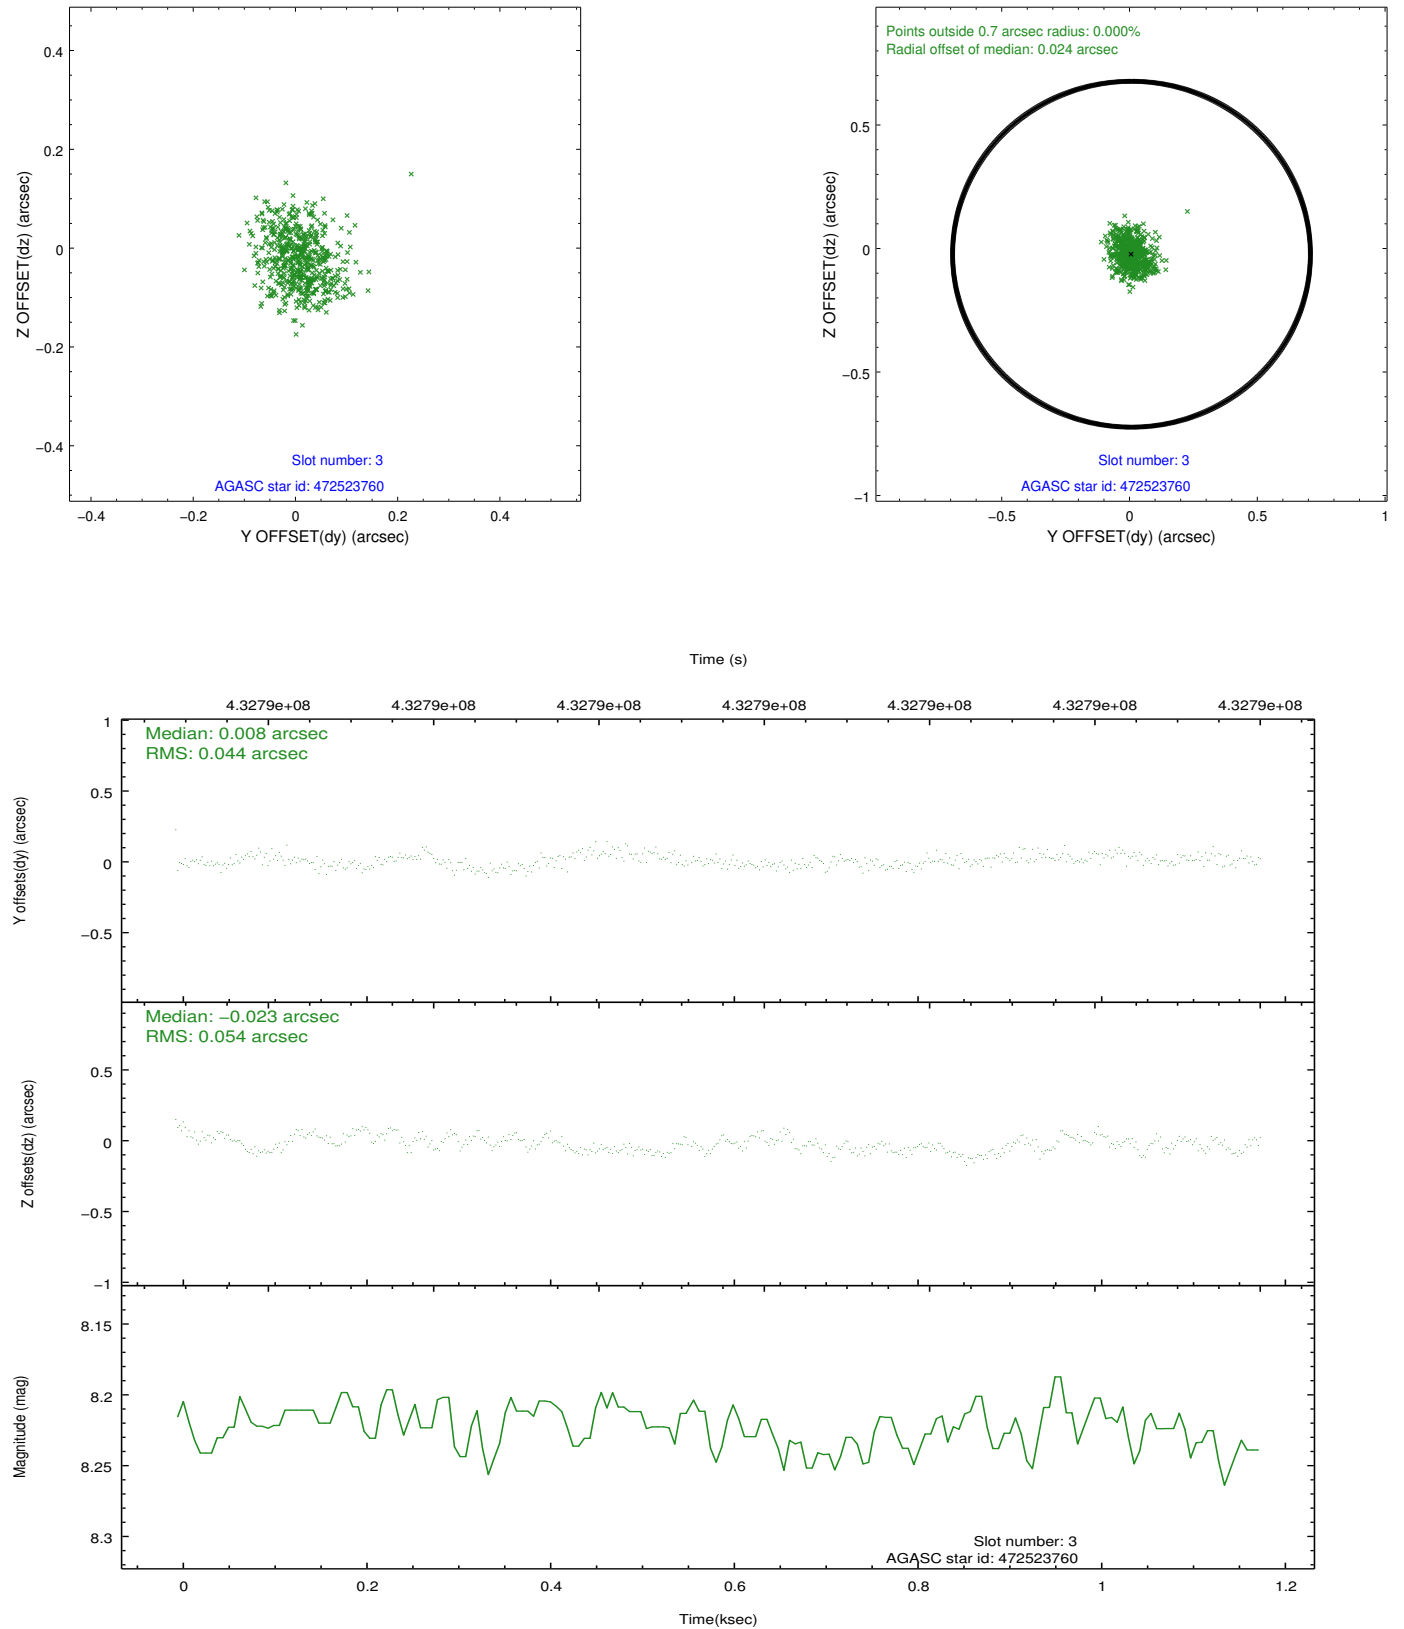 0.4
0.2
0
−0.2
−0.4
Z OFFSET(dz) (arcsec)
Slot number: 3
AGASC star id: 472523760
−0.4 −0.2 0 0.2 0.4
Y OFFSET(dy) (arcsec)
Points outside 0.7 arcsec radius: 0.000%
Radial offset of median: 0.024 arcsec
0.5
0
−0.5
−1
Z OFFSET(dz) (arcsec)
Slot number: 3
AGASC star id: 472523760
−0.5 0 0.5 1
Y OFFSET(dy) (arcsec)
Time (s)
4.3279e+08 4.3279e+08 4.3279e+08 4.3279e+08 4.3279e+08 4.3279e+08 4.3279e+08
Median: 0.008 arcsec
RMS: 0.044 arcsec
1
0.5
0
−0.5
Y offsets(dy) (arcsec)
Median: −0.023 arcsec
RMS: 0.054 arcsec
0.5
0
−0.5
−1
Z offsets(dz) (arcsec)
8.15
8.2
8.25
8.3
Magnitude (mag)
Slot number: 3
AGASC star id: 472523760
0 0.2 0.4 0.6 0.8 1 1.2
Time(ksec)